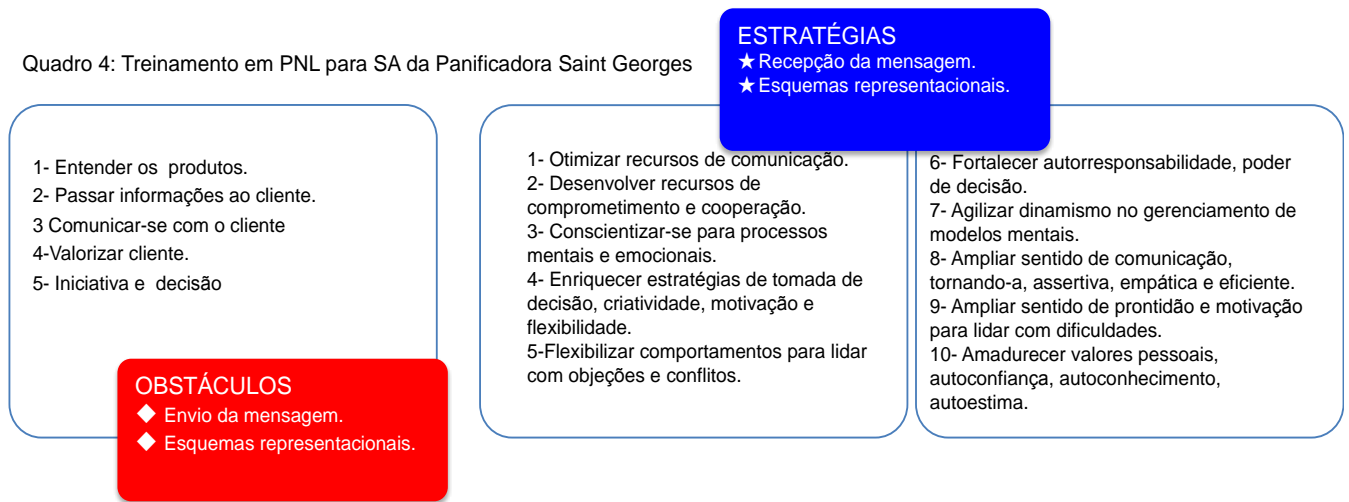 Quadro 4: Treinamento em PNL para SA da Panificadora Saint Georges
1- Entender os produtos.
2- Passar informações ao cliente.
3 Comunicar-se com o cliente
4-Valorizar cliente.
5- Iniciativa e decisão
OBSTÁCULOS
◆ Envio da mensagem.
◆ Esquemas representacionais.
ESTRATÉGIAS
★ Recepção da mensagem.
★ Esquemas representacionais.
1- Otimizar recursos de comunicação.
2- Desenvolver recursos de
comprometimento e cooperação.
3- Conscientizar-se para processos
mentais e emocionais.
4- Enriquecer estratégias de tomada de
decisão, criatividade, motivação e
flexibilidade.
5-Flexibilizar comportamentos para lidar
com objeções e conflitos.
6- Fortalecer autorresponsabilidade, poder
de decisão.
7- Agilizar dinamismo no gerenciamento de
modelos mentais.
8- Ampliar sentido de comunicação,
tornando-a, assertiva, empática e eficiente.
9- Ampliar sentido de prontidão e motivação
para lidar com dificuldades.
10- Amadurecer valores pessoais,
autoconfiança, autoconhecimento,
autoestima.